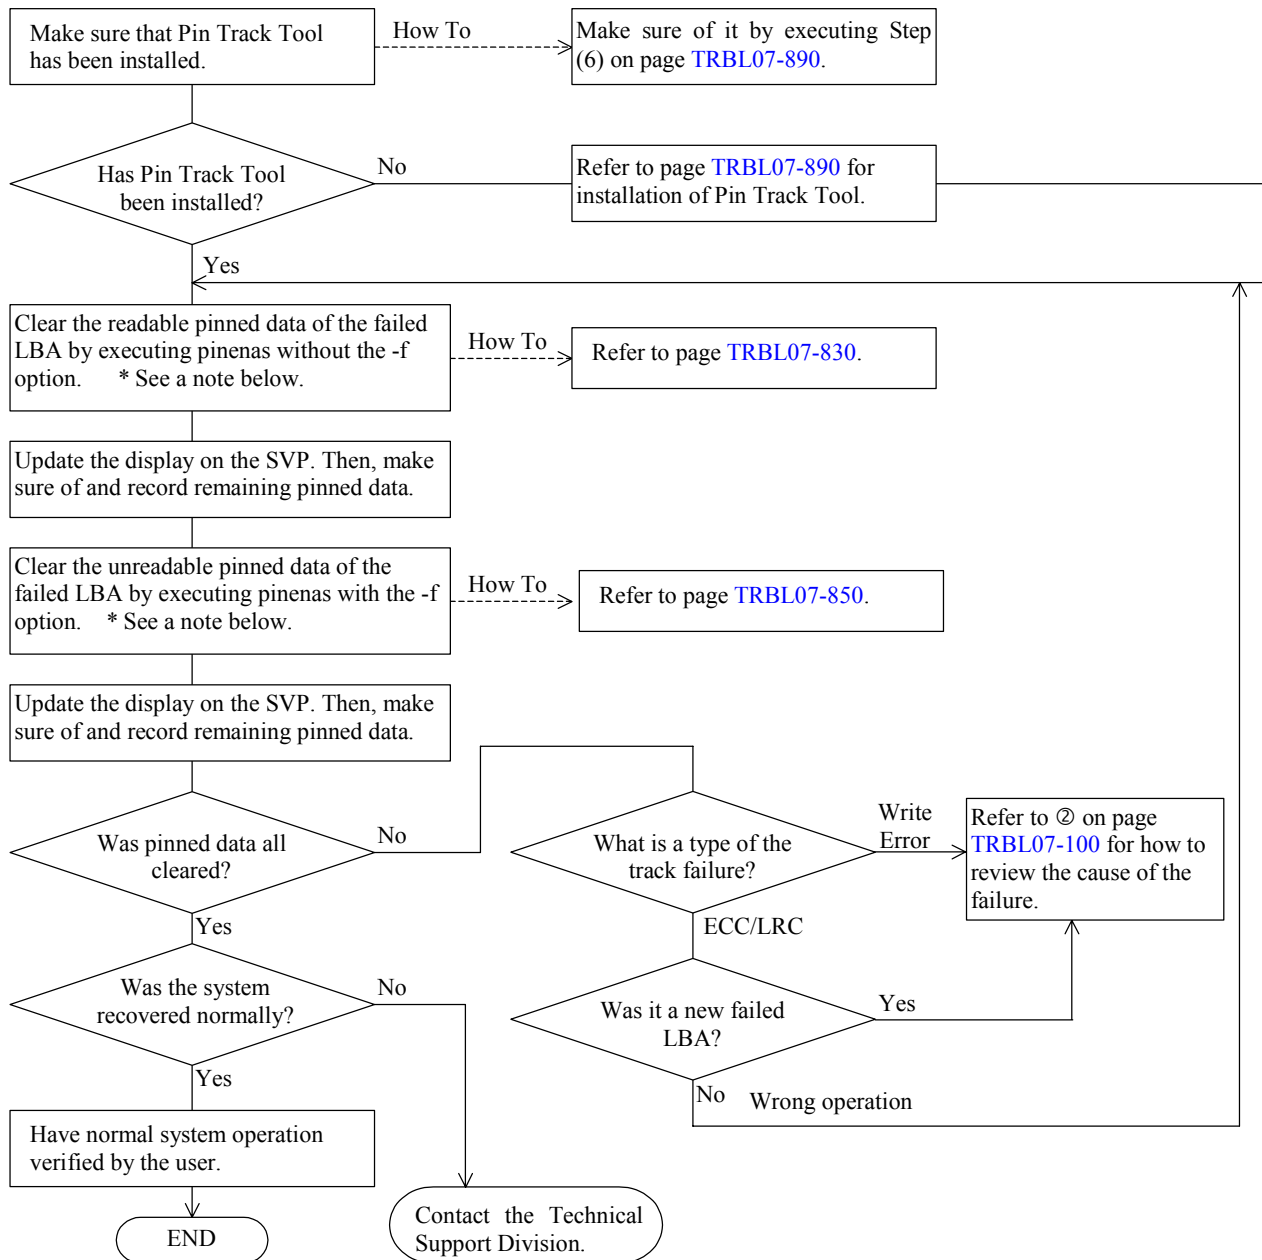 Make sure that Pin Track Tool
has been installed.
How To
Make sure of it by executing Step
(6) on page TRBL07-890.
Has Pin Track Tool
been installed?
No
Refer to page TRBL07-890 for
installation of Pin Track Tool.
Yes
Clear the readable pinned data of the failed
LBA by executing pinenas without the -f
option. * See a note below.
How To
Refer to page TRBL07-830.
Update the display on the SVP. Then, make
sure of and record remaining pinned data.
Clear the unreadable pinned data of the
failed LBA by executing pinenas with the -f
option. * See a note below.
How To
Refer to page TRBL07-850.
Update the display on the SVP. Then, make
sure of and record remaining pinned data.
Was pinned data all
cleared?
No
What is a type of the
track failure?
Write
Error
Refer to ② on page
TRBL07-100 for how to
review the cause of the
failure.
Yes
ECC/LRC
Was the system
recovered normally?
No
Was it a new failed
LBA?
Yes
Yes
No Wrong operation
Have normal system operation
verified by the user.
END
Contact the Technical
Support Division.